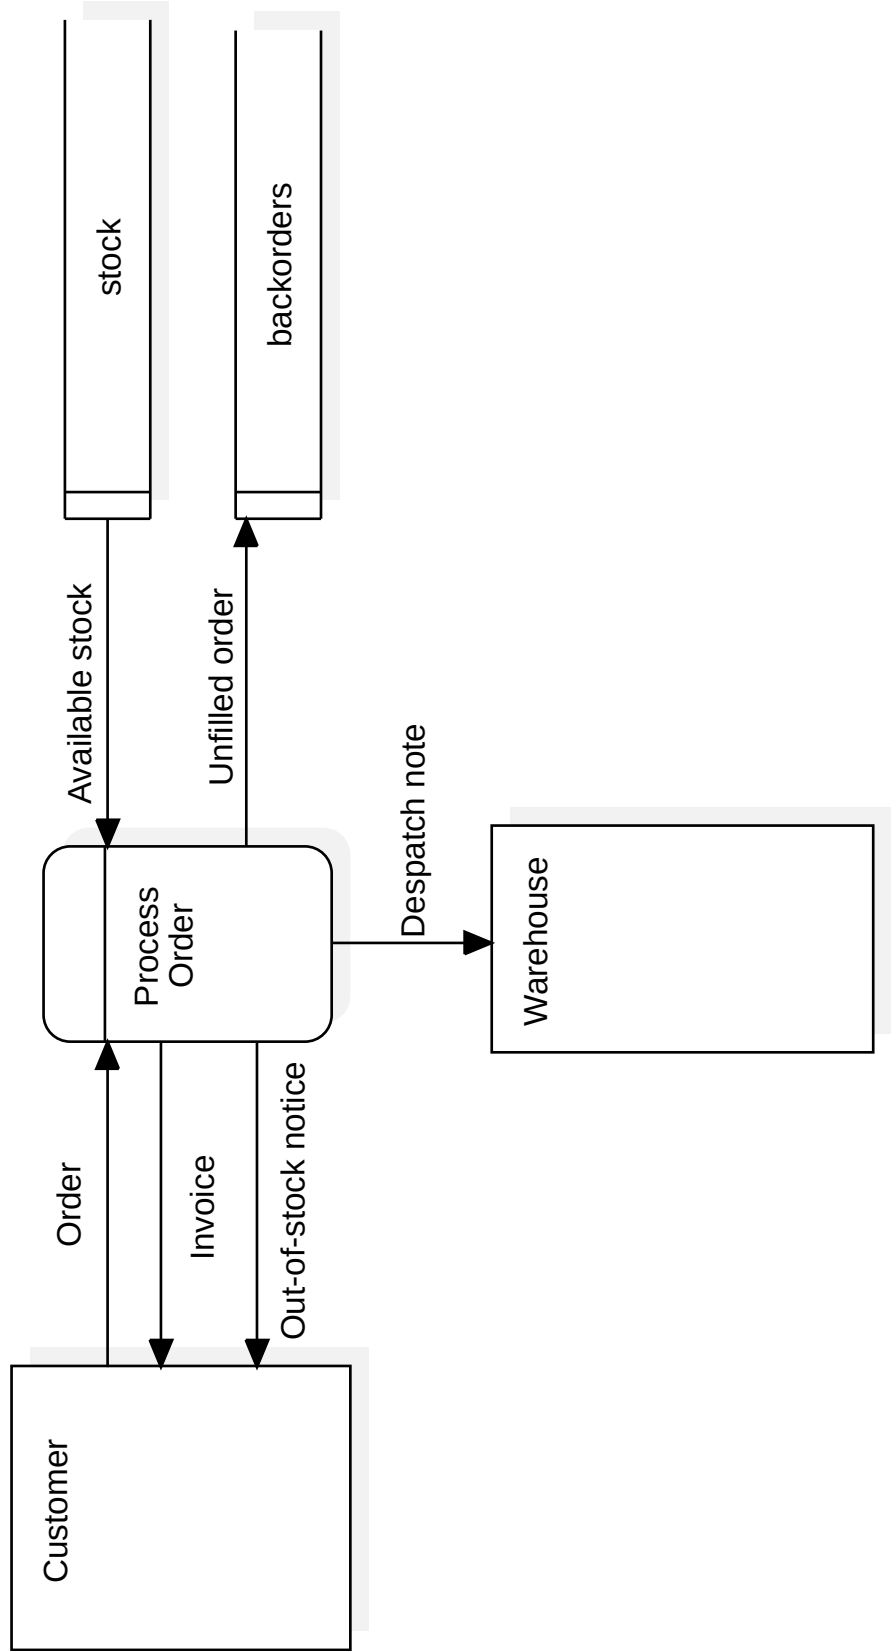 Customer
Order
Invoice
Out-of-stock notice
Process
Order
Available stock
Unfilled order
stock
backorders
Despatch note
Warehouse